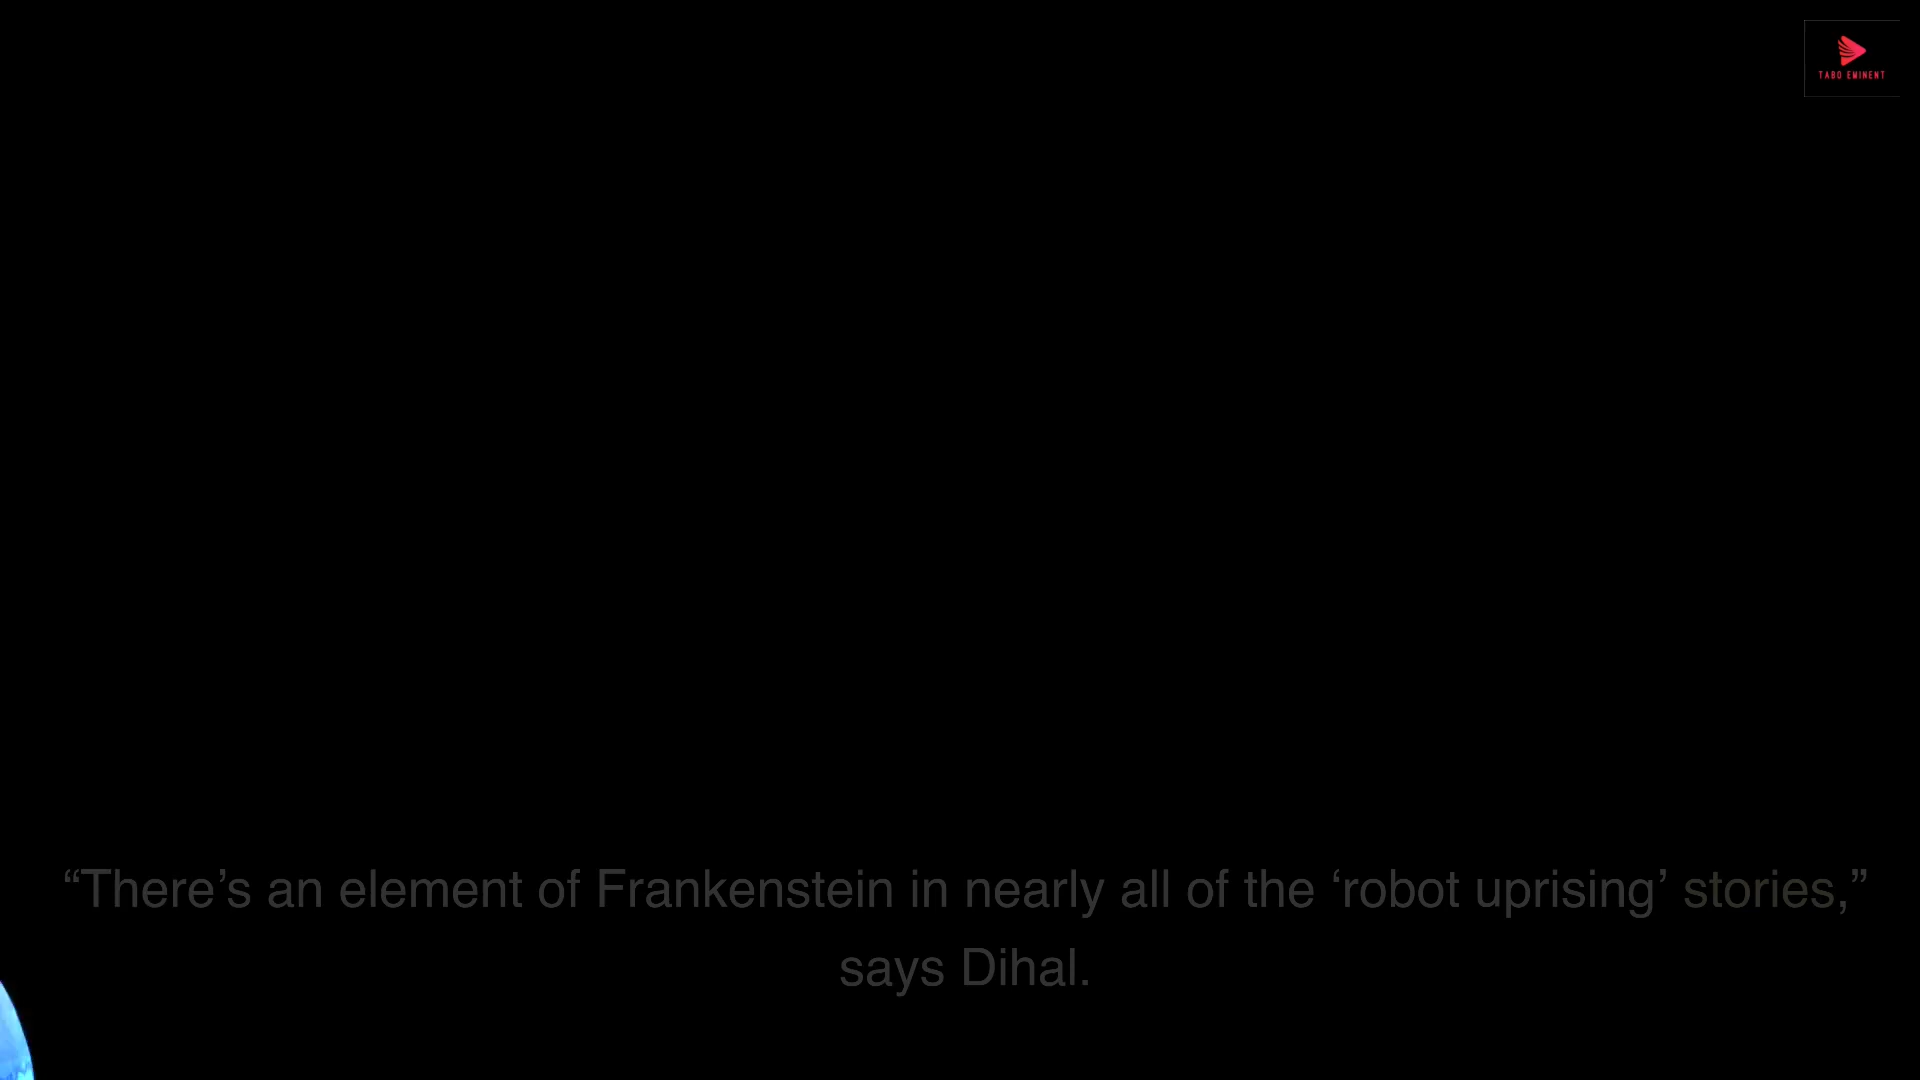 TABO EMINENT
“There’s an element of Frankenstein in nearly all of the ‘robot uprising’ stories,”
says Dihal.